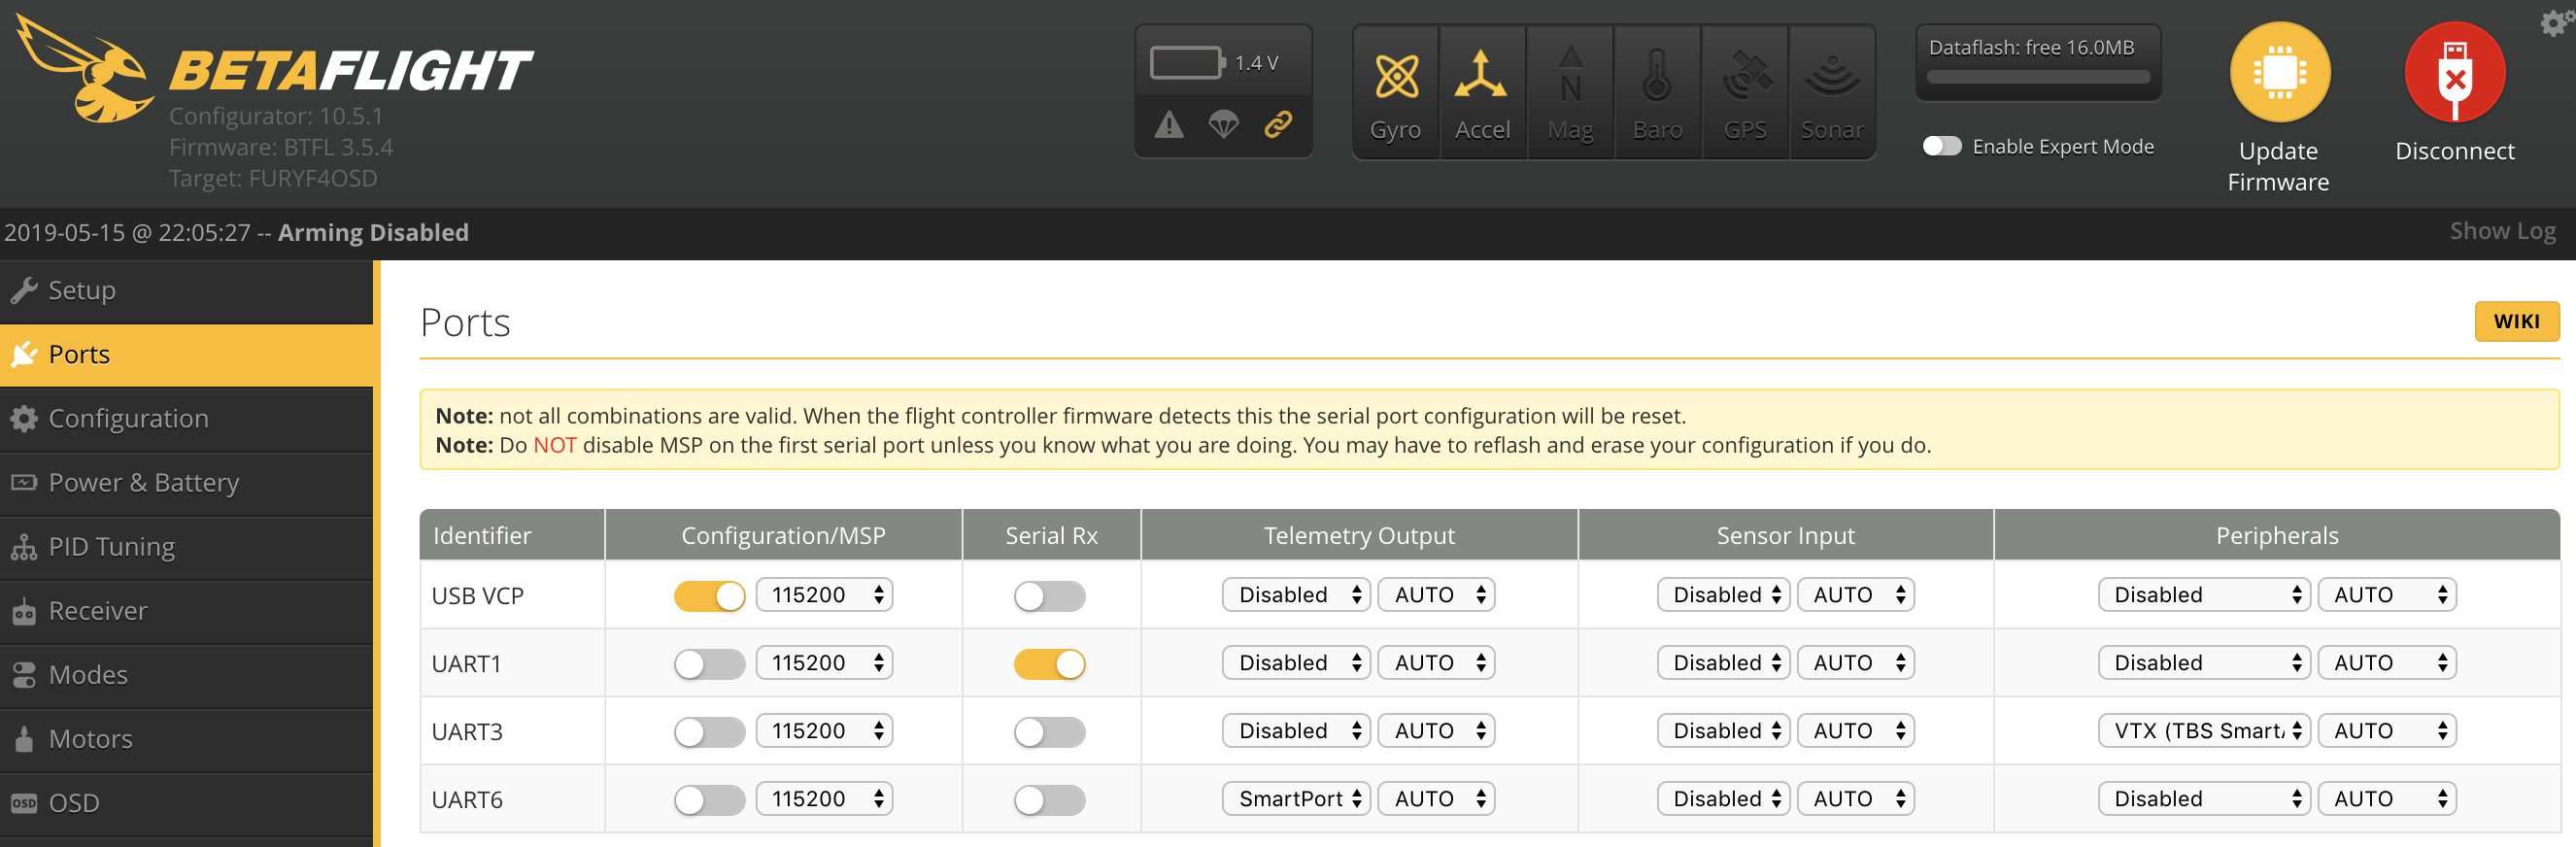 BETAFLIGHT
Configurator: 10.5.1
Firmware: BTFL 3.5.4
Target: FURYF4OSD
1.4 V
Gyro Accel Mag Baro GPS Sonar
Dataflash: free 16.0MB
Enable Expert Mode
Update
Firmware
Disconnect
2019-05-15 @ 22:05:27 -- Arming Disabled
Show Log
Setup
Ports
Configuration
Power & Battery
PID Tuning
Receiver
Modes
Motors
OSD OSD
Ports
WIKI
Note: not all combinations are valid. When the flight controller firmware detects this the serial port configuration will be reset.
Note: Do NOT disable MSP on the first serial port unless you know what you are doing. You may have to reflash and erase your configuration if you do.
Identifier Configuration/MSP Serial Rx Telemetry Output Sensor Input Peripherals
USB VCP 115200 Disabled AUTO Disabled AUTO Disabled AUTO
UART1 115200 Disabled AUTO Disabled AUTO Disabled AUTO
UART3 115200 Disabled AUTO Disabled AUTO VTX (TBS Smart AUTO
UART6 115200 SmartPort AUTO Disabled AUTO Disabled AUTO